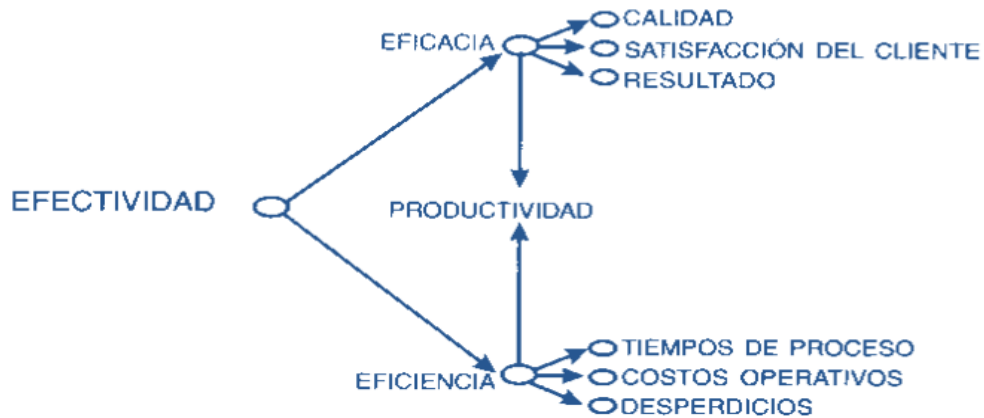 CALIDAD
EFICACIA
SATISFACCIÓN DEL CLIENTE
RESULTADO
EFECTIVIDAD
PRODUCTIVIDAD
TIEMPOS DE PROCESO
EFICIENCIA
COSTOS OPERATIVOS
DESPERDICIOS